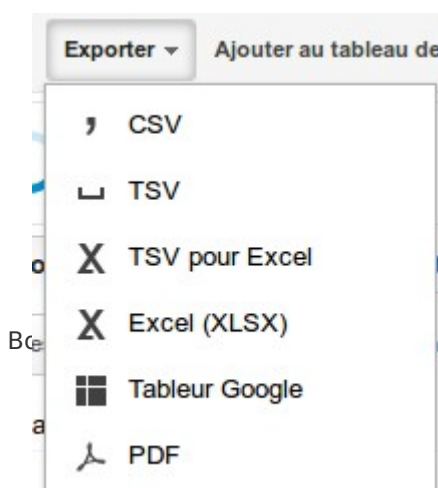 Exporter Ajouter au tableau de
CSV
TSV
TSV pour Excel
Excel (XLSX)
Tableur Google
PDF